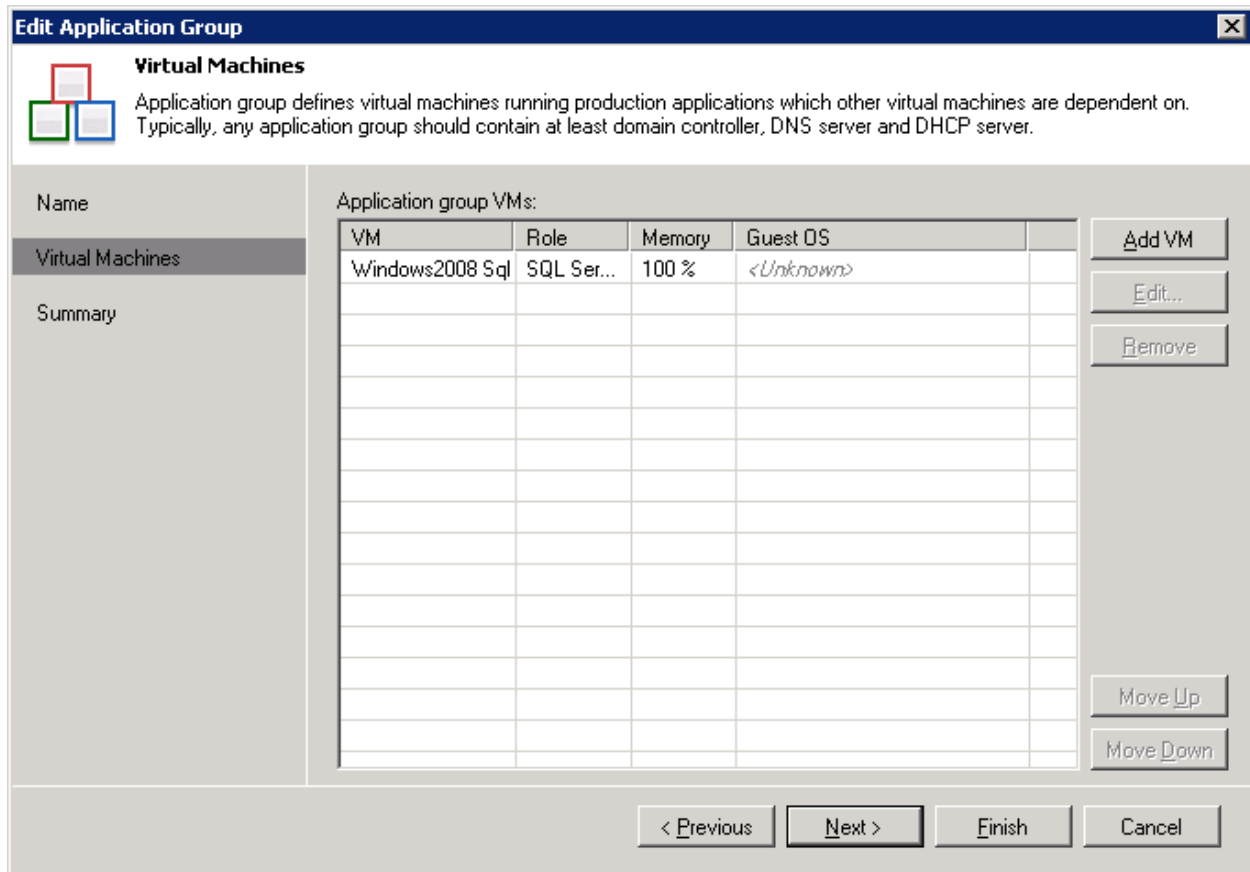 Edit Application Group
Virtual Machines
Application group defines virtual machines running production applications which other virtual machines are dependent on.
Typically, any application group should contain at least domain controller, DNS server and DHCP server.
Name
Virtual Machines
Summary
Application group VMs:
VM Role Memory Guest OS
Windows2008 Sql SQL Ser... 100 % <Unknown>
Add VM
Edit...
Remove
Move Up
Move Down
< Previous Next > Finish Cancel